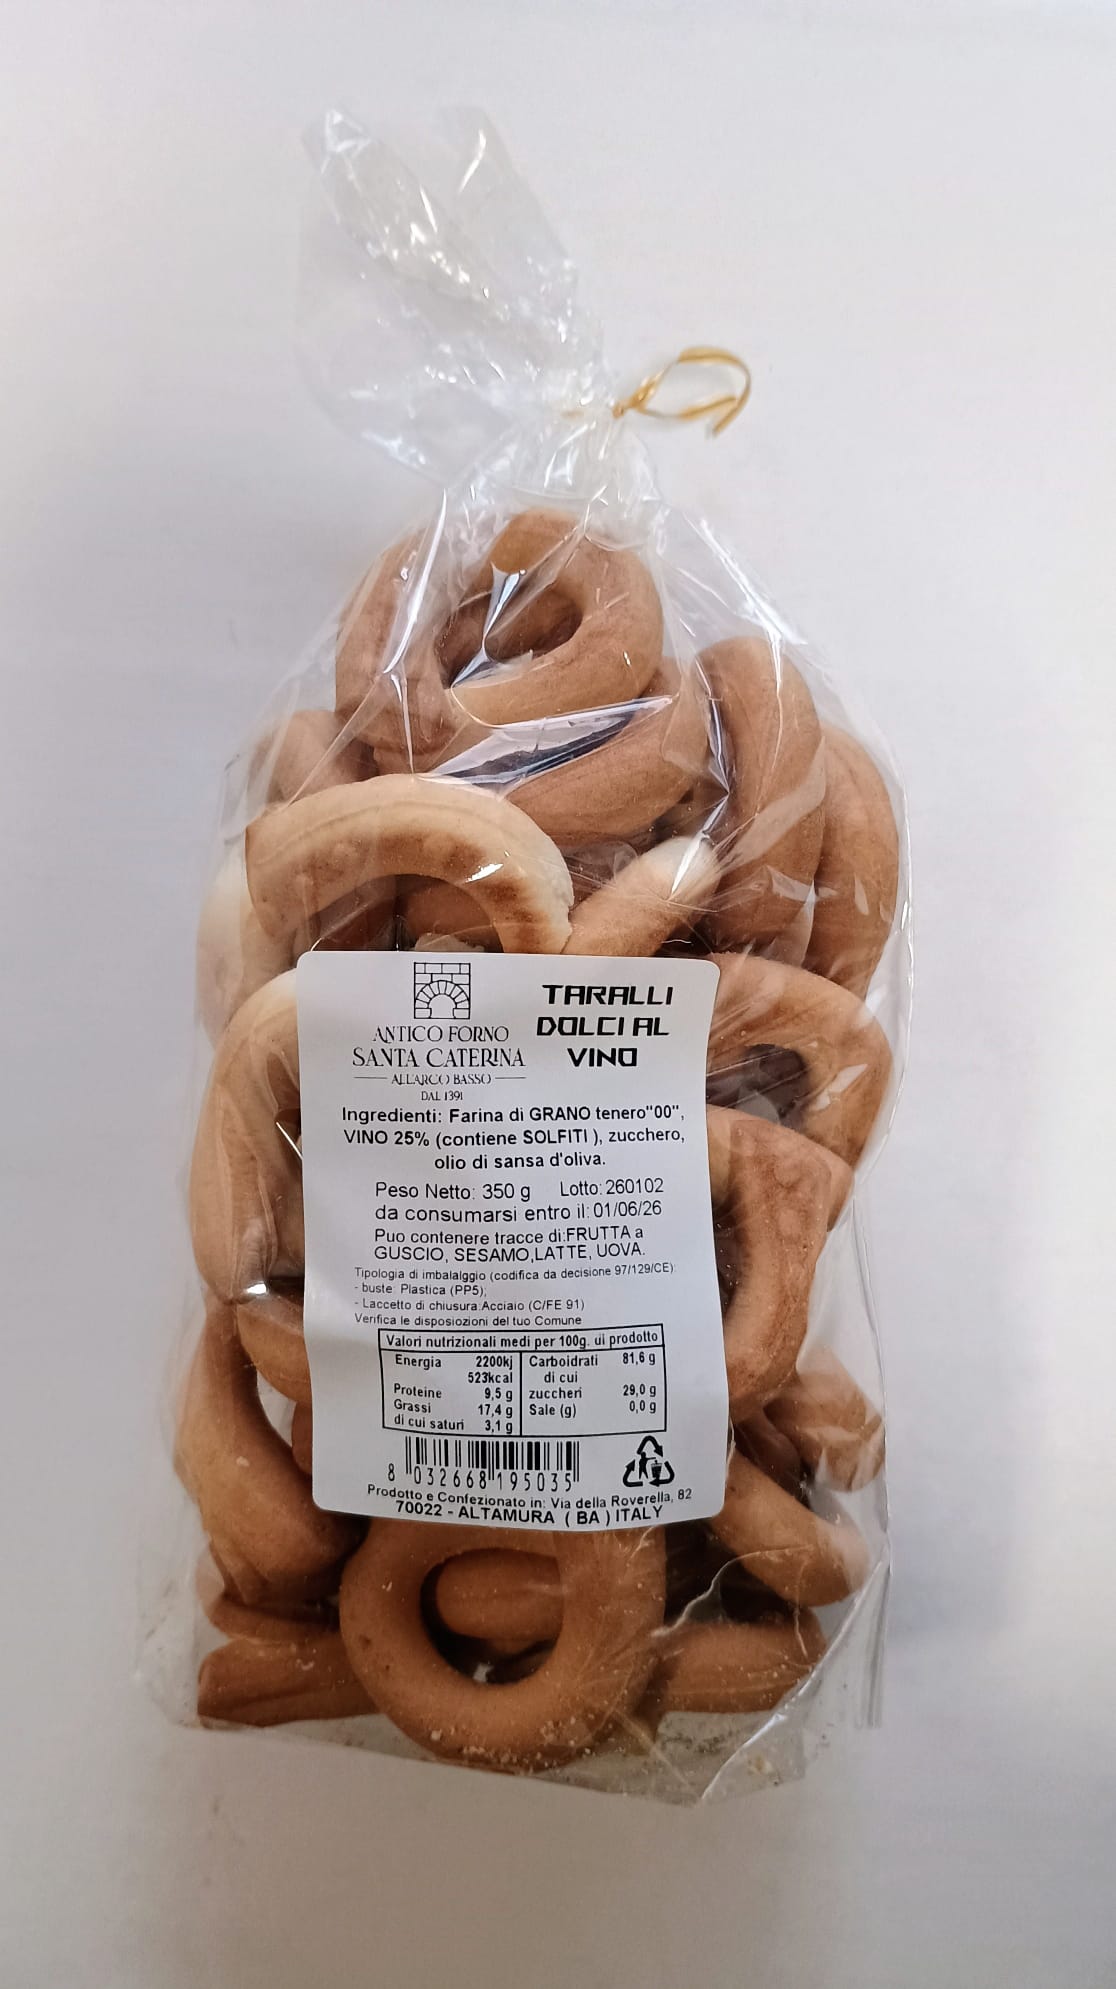 ANTICO FORNO
SANTA CATERINA
ALL'ARCO BASSO
DAL 1391
TARALLI
DOLCI AL
VINO
Ingredienti: Farina di GRANO tenero"00",
VINO 25% (contiene SOLFITI ), zucchero,
olio di sansa d'oliva.
Peso Netto: 350 g Lotto: 260102
da consumarsi entro il: 01/06/26
Puo contenere tracce di:FRUTTA a
GUSCIO, SESAMO,LATTE, UOVA.
Tipologia di imbalalggio (codifica da decisione 97/129/CE):
- buste: Plastica (PP5);
- Laccetto di chiusura:Acciaio (C/FE 91)
Verifica le disposiozioni del tuo Comune
Valori nutrizionali medi per 100g. di prodotto
Energia 2200kj Carboidrati 81,6 g
523kcal di cui
Proteine 9,5 g zuccheri 29,0 g
Grassi 17,4 g Sale (g) 0,0 g
di cui saturi 3,1 g
8 032668 195035
Prodotto e Confezionato in: Via della Roverella, 82
70022 - ALTAMURA ( BA ) ITALY